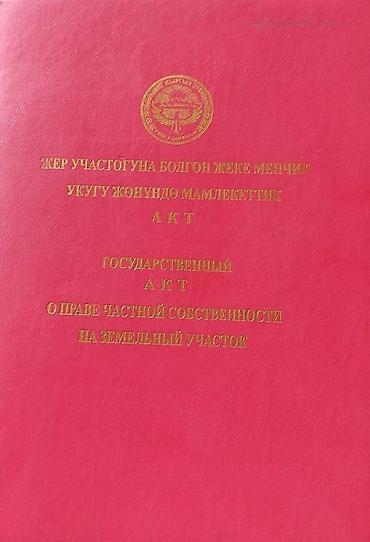 ЖЕР УЧАСТОГУНА БОЛГОН ЖЕКЕ МЕНЧИК
УКУГУ ЖӨНҮНДӨ МАМЛЕКЕТТИК
А К Т
ГОСУДАРСТВЕННЫЙ
А К Т
О ПРАВЕ ЧАСТНОЙ СОБСТВЕННОСТИ
НА ЗЕМЕЛЬНЫЙ УЧАСТОК